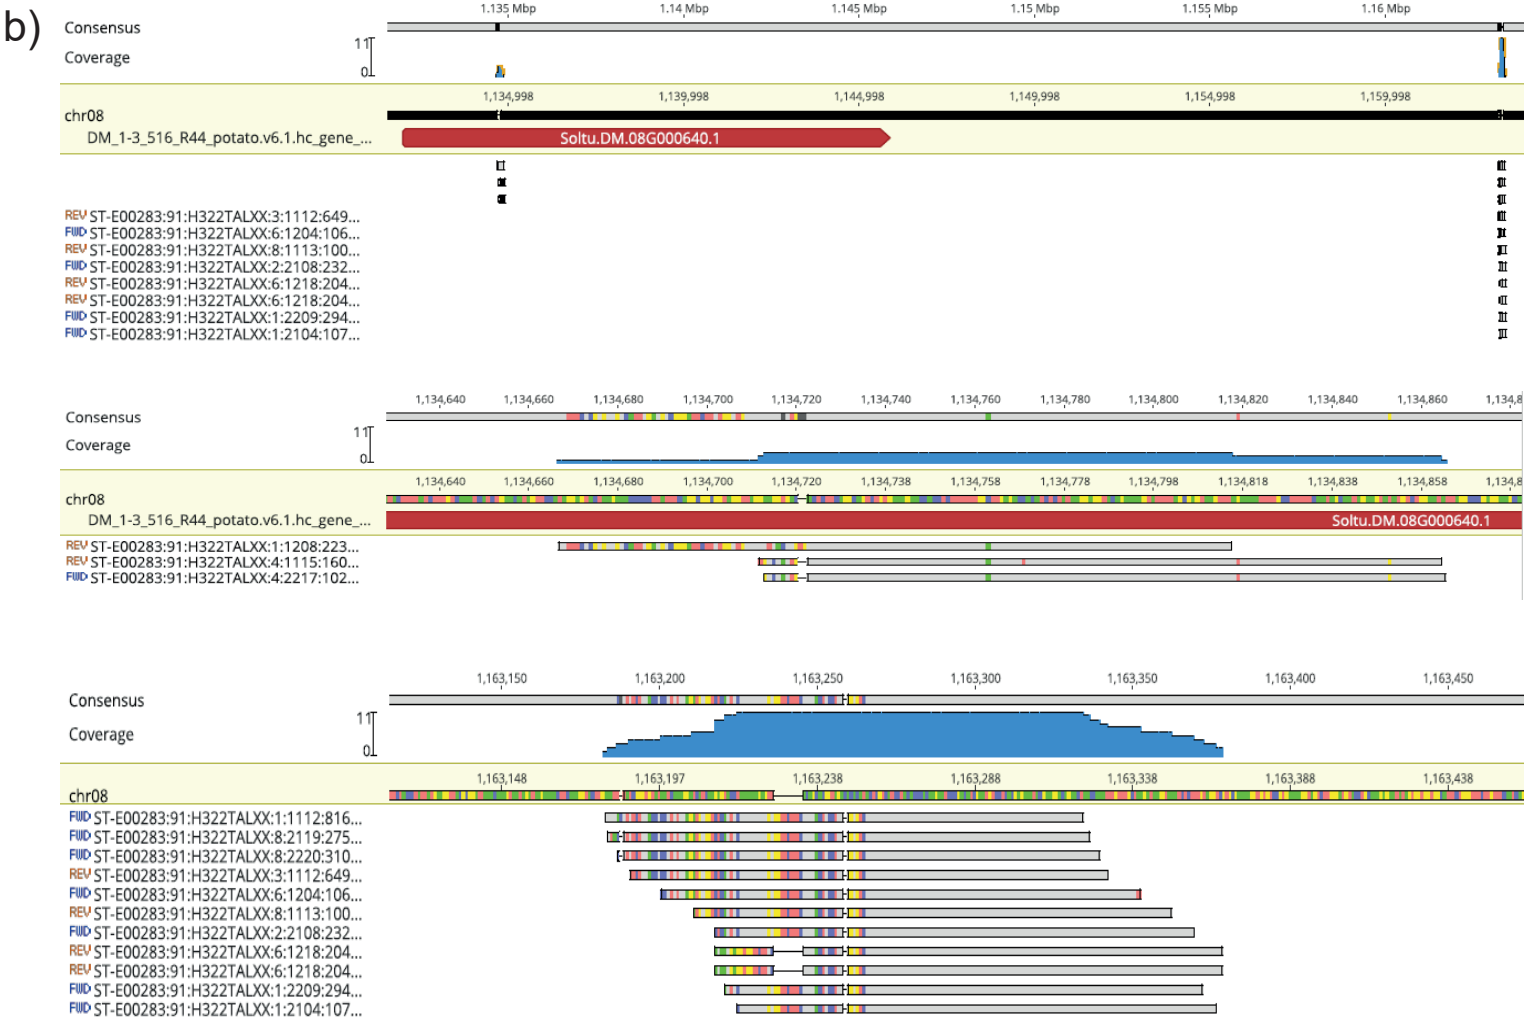 b)
1.135 Mbp 1.14 Mbp 1.145 Mbp 1.15 Mbp 1.155 Mbp 1.16 Mbp
Consensus
11
Coverage
0
1,134,998 1,139,998 1,144,998 1,149,998 1,154,998 1,159,998
chr08
DM_1-3_516_R44_potato.v6.1.hc_gene_... Soltu.DM.08G000640.1
REV ST-E00283:91:H322TALXX:3:1112:649...
FWD ST-E00283:91:H322TALXX:6:1204:106...
REV ST-E00283:91:H322TALXX:8:1113:100...
FWD ST-E00283:91:H322TALXX:2:2108:232...
REV ST-E00283:91:H322TALXX:6:1218:204...
REV ST-E00283:91:H322TALXX:6:1218:204...
FWD ST-E00283:91:H322TALXX:1:2209:294...
FWD ST-E00283:91:H322TALXX:1:2104:107...
1,134,640 1,134,660 1,134,680 1,134,700 1,134,720 1,134,740 1,134,760 1,134,780 1,134,800 1,134,820 1,134,840 1,134,860 1,134,8
Consensus
11
Coverage
0
1,134,640 1,134,660 1,134,680 1,134,700 1,134,720 1,134,738 1,134,758 1,134,778 1,134,798 1,134,818 1,134,838 1,134,858 1,134,8
chr08
DM_1-3_516_R44_potato.v6.1.hc_gene_... Soltu.DM.08G000640.1
REV ST-E00283:91:H322TALXX:1:1208:223...
REV ST-E00283:91:H322TALXX:4:1115:160...
FWD ST-E00283:91:H322TALXX:4:2217:102...
1,163,150 1,163,200 1,163,250 1,163,300 1,163,350 1,163,400 1,163,450
Consensus
11
Coverage
0
1,163,148 1,163,197 1,163,238 1,163,288 1,163,338 1,163,388 1,163,438
chr08
FWD ST-E00283:91:H322TALXX:1:1112:816...
FWD ST-E00283:91:H322TALXX:8:2119:275...
FWD ST-E00283:91:H322TALXX:8:2220:310...
REV ST-E00283:91:H322TALXX:3:1112:649...
FWD ST-E00283:91:H322TALXX:6:1204:106...
REV ST-E00283:91:H322TALXX:8:1113:100...
FWD ST-E00283:91:H322TALXX:2:2108:232...
REV ST-E00283:91:H322TALXX:6:1218:204...
REV ST-E00283:91:H322TALXX:6:1218:204...
FWD ST-E00283:91:H322TALXX:1:2209:294...
FWD ST-E00283:91:H322TALXX:1:2104:107...